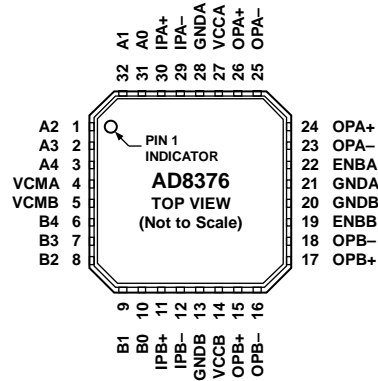 A1
A0
IPA+
IPA–
GNDA
VCCA
OPA+
OPA–
32
31
30
29
28
27
26
25
A2 1
A3 2
A4 3
VCMA 4
VCMB 5
B4 6
B3 7
B2 8
PIN 1
INDICATOR
AD8376
TOP VIEW
(Not to Scale)
24 OPA+
23 OPA–
22 ENBA
21 GNDA
20 GNDB
19 ENBB
18 OPB–
17 OPB+
9
10
11
12
13
14
15
16
B1
B0
IPB+
IPB–
GNDB
VCCB
OPB+
OPB–